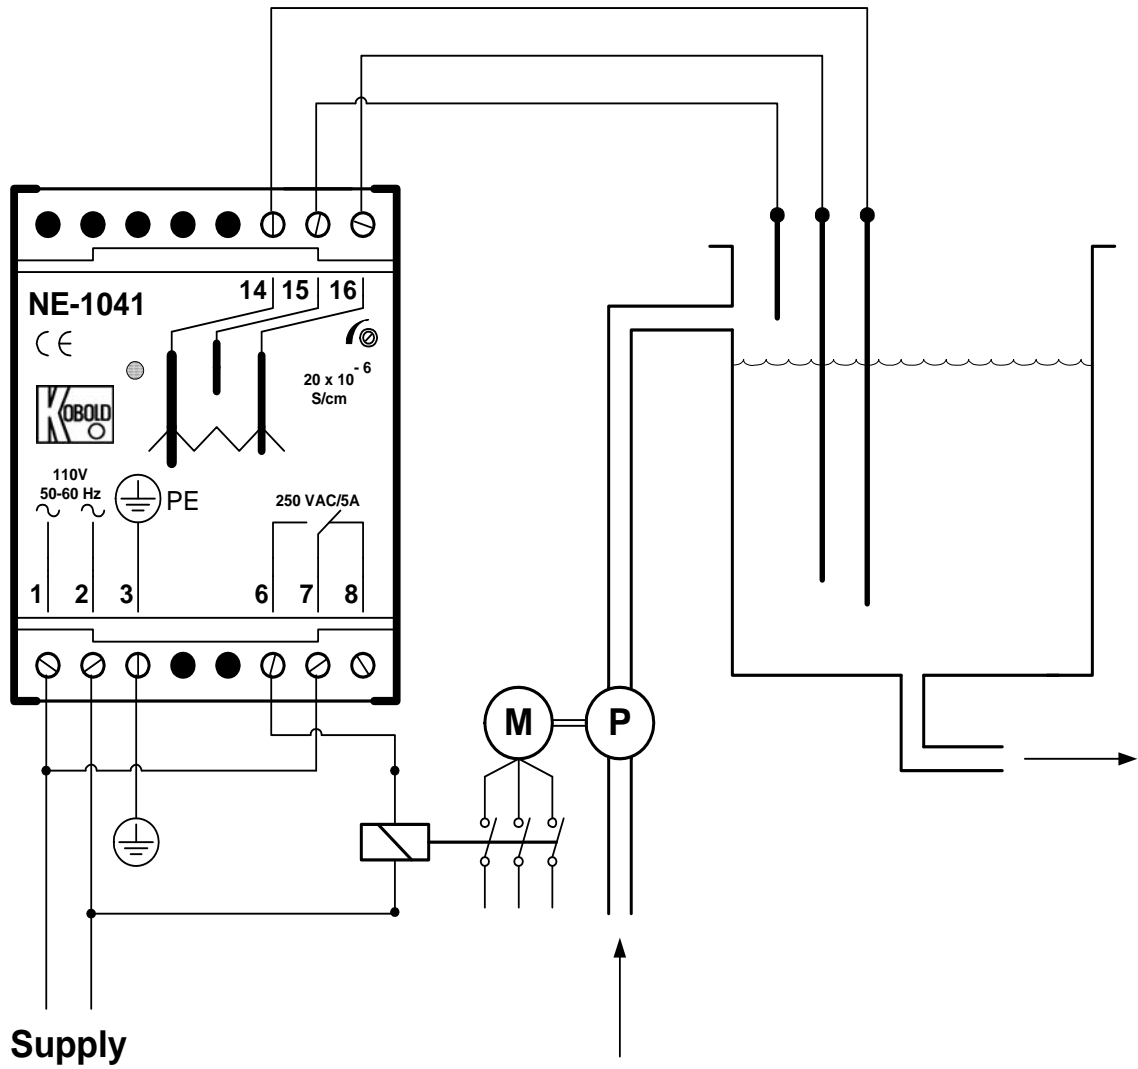 14 15 16
NE-1041
CE
20 x 10-6
S/cm
KOBOLD
110V
50-60 Hz
PE
250 VAC/5A
1 2 3 6 7 8
M P
Supply